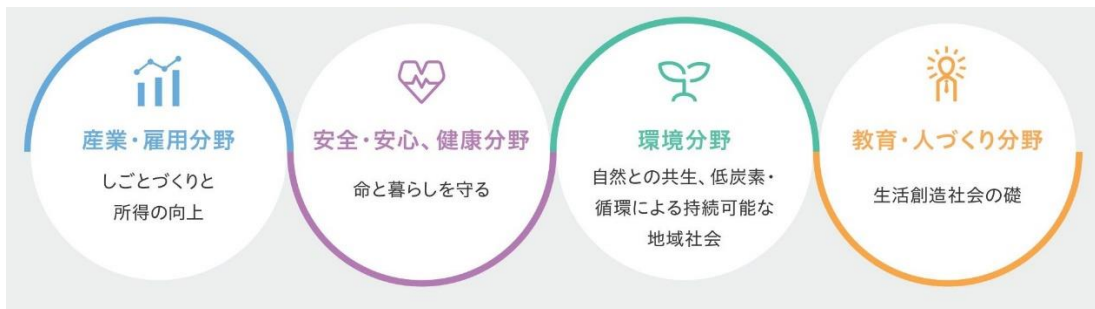 産業・雇用分野
しごとづくりと
所得の向上
安全・安心、健康分野
命と暮らしを守る
環境分野
自然との共生、低炭素・
循環による持続可能な
地域社会
教育・人づくり分野
生活創造社会の礎